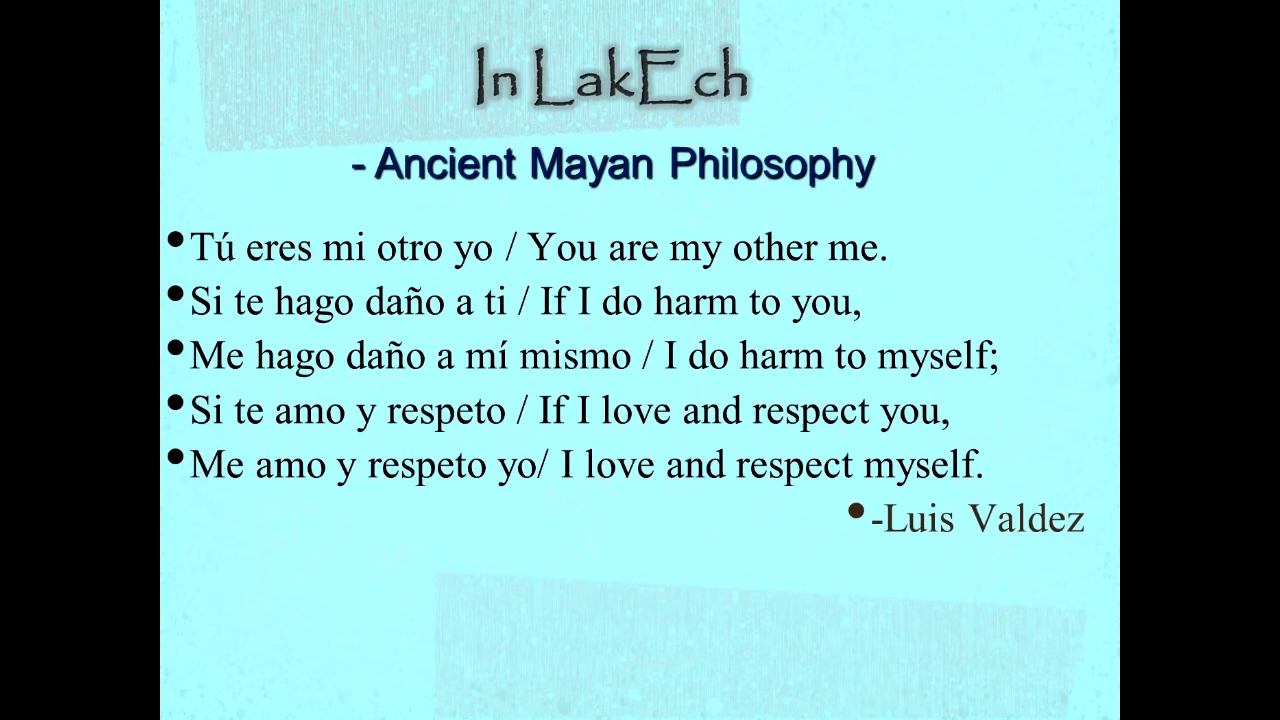 In LakEch
- Ancient Mayan Philosophy
•Tú eres mi otro yo / You are my other me.
•Si te hago daño a ti / If I do harm to you,
•Me hago daño a mí mismo / I do harm to myself;
•Si te amo y respeto / If I love and respect you,
•Me amo y respeto yo/ I love and respect myself.
•-Luis Valdez